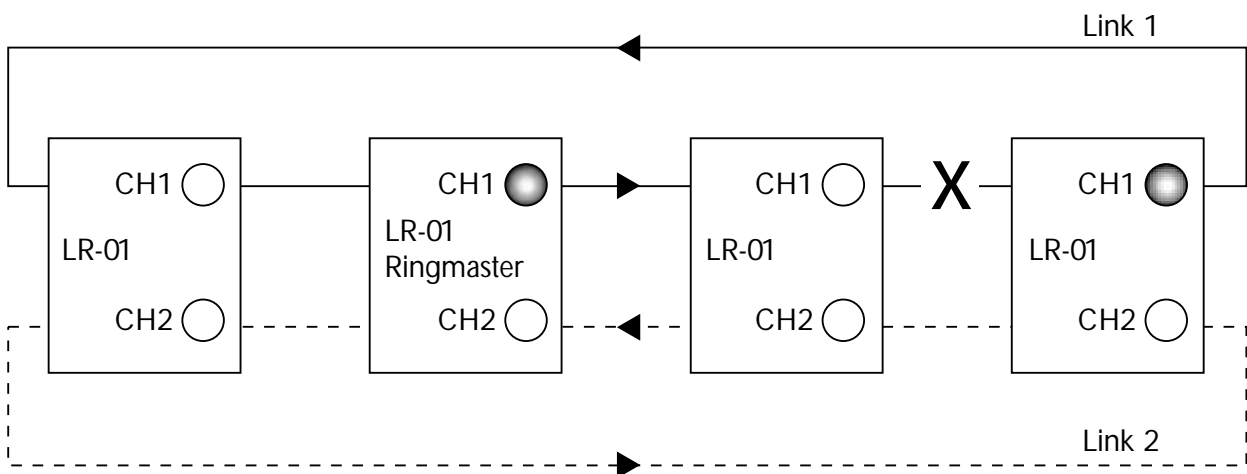 Link 1
CH1
LR-01
CH2
CH1
LR-01
Ringmaster
CH2
X
CH1
LR-01
CH2
CH1
LR-01
CH2
Link 2